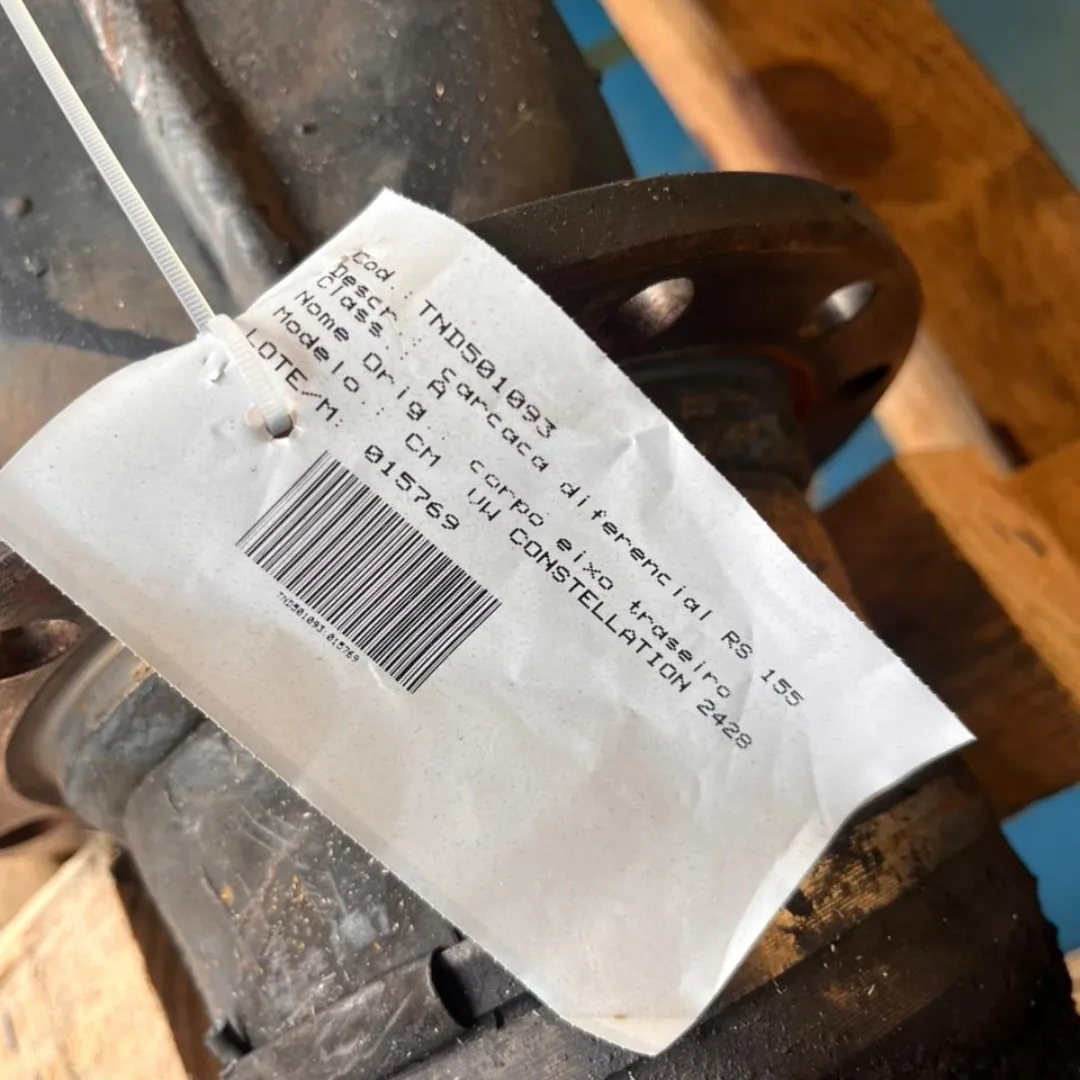 Cod : TND501093
Descr. : carcaca diferencial RS 155
Class. : A
Nome Orig : corpo eixo traseiro
Modelo : CM VW CONSTELLATION 2428
LOTE M: 015769
TND501093.015769